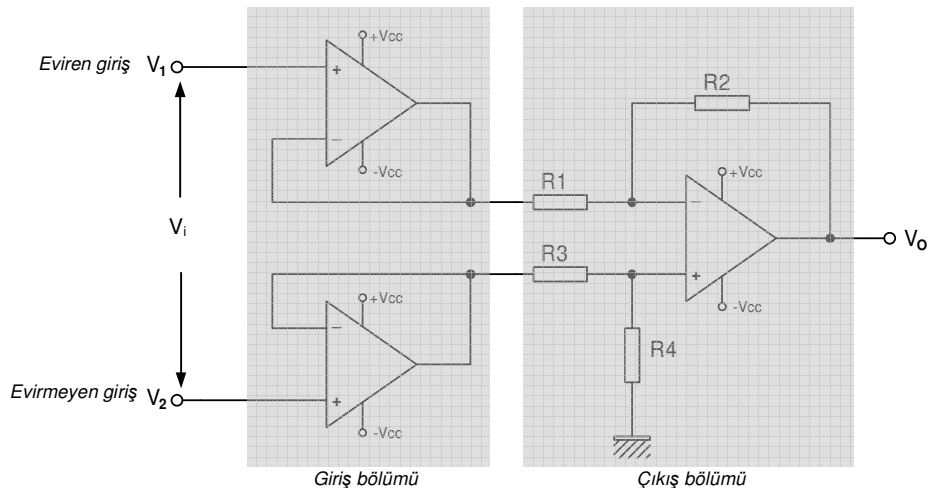 +Vcc
Eviren giriş V1
+
R2
−
-Vcc
R1
+Vcc
−
Vi
VO
R3
+
+Vcc
-Vcc
−
R4
Evirmeyen giriş V2
+
-Vcc
Giriş bölümü
Çıkış bölümü